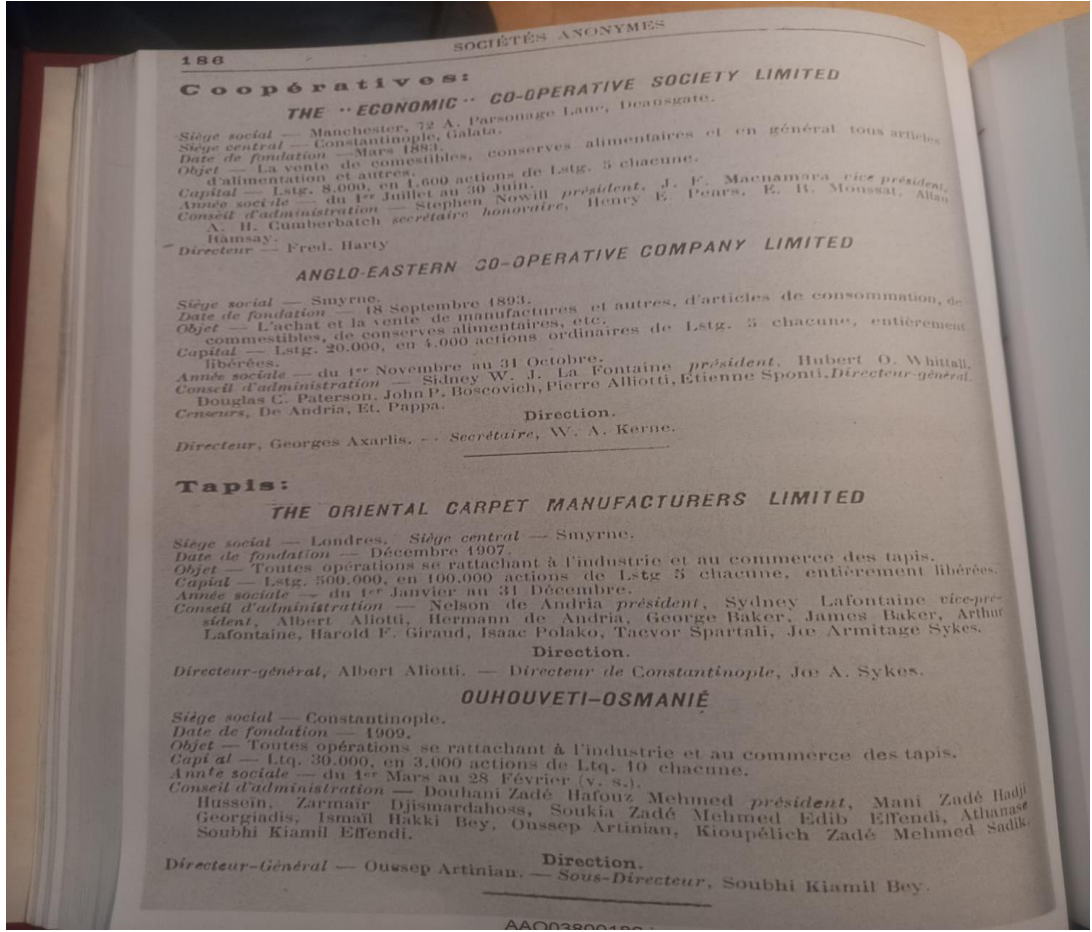 186
SOCIÉTÉS ANONYMES
Coopératives:
THE "ECONOMIC" CO-OPERATIVE SOCIETY LIMITED
Siège social — Manchester, 72 A. Parsonage Lane, Deansgate.
Siège central — Constantinople, Galata.
Date de fondation —Mars 1883.
Objet — La vente de comestibles, conserves alimentaires et en général tous articles
d'alimentation et autres.
Capital — Lstg. 8.000, en 1.600 actions de Lstg. 5 chacune.
Année sociale — du 1er Juillet au 30 Juin.
Conseil d'administration — Stephen Nowill président, J. F. Macnamara vice président,
A. H. Cumberbatch secrétaire honoraire, Henry E. Pears, E. R. Moussat, Allan
Ramsay.
Directeur — Fred. Harty
ANGLO-EASTERN CO-OPERATIVE COMPANY LIMITED
Siège social — Smyrne.
Date de fondation — 18 Septembre 1893.
Objet — L'achat et la vente de manufactures et autres, d'articles de consommation, de
commestibles, de conserves alimentaires, etc.
Capital — Lstg. 20.000, en 4.000 actions ordinaires de Lstg. 5 chacune, entièrement
libérées.
Année sociale — du 1er Novembre au 31 Octobre.
Conseil d'administration — Sidney W. J. La Fontaine président, Hubert O. Whittall,
Douglas C. Paterson, John P. Boscovich, Pierre Alliotti, Etienne Sponti, Directeur-général.
Censeurs, De Andria, Et. Pappa.
Direction.
Directeur, Georges Axarlis. -- Secrétaire, W. A. Kerne.
Tapis:
THE ORIENTAL CARPET MANUFACTURERS LIMITED
Siège social — Londres. Siège central — Smyrne.
Date de fondation — Décembre 1907.
Objet — Toutes opérations se rattachant à l'industrie et au commerce des tapis.
Capial — Lstg. 500.000, en 100,000 actions de Lstg 5 chacune, entièrement libérées.
Année sociale — du 1er Janvier au 31 Décembre.
Conseil d'administration — Nelson de Andria président, Sydney Lafontaine vice-pré-
sident, Albert Aliotti, Hermann de Andria, George Baker, James Baker, Arthur
Lafontaine, Harold F. Giraud, Isaac Polako, Tacvor Spartali, Jœ Armitage Sykes.
Direction.
Directeur-général, Albert Aliotti. — Directeur de Constantinople, Jœ A. Sykes.
OUHOUVETI-OSMANIÉ
Siège social — Constantinople.
Date de fondation — 1909.
Objet — Toutes opérations se rattachant à l'industrie et au commerce des tapis.
Capi al — Ltq. 30.000, en 3,000 actions de Ltq. 10 chacune.
Année sociale — du 1er Mars au 28 Février (v. s.).
Conseil d'administration — Douhani Zadé Hafouz Mehmed président, Mani Zadé Hadji
Hussein, Zarmaïr Djismardahoss, Soukia Zadé Mehmed Edib Effendi, Athanase
Georgiadis, Ismaïl Hakki Bey, Onssep Artinian, Kioupélich Zadé Mehmed Sadik,
Soubhi Kiamil Effendi.
Direction.
Directeur-Général — Oussep Artinian. — Sous-Directeur, Soubhi Kiamil Bey.